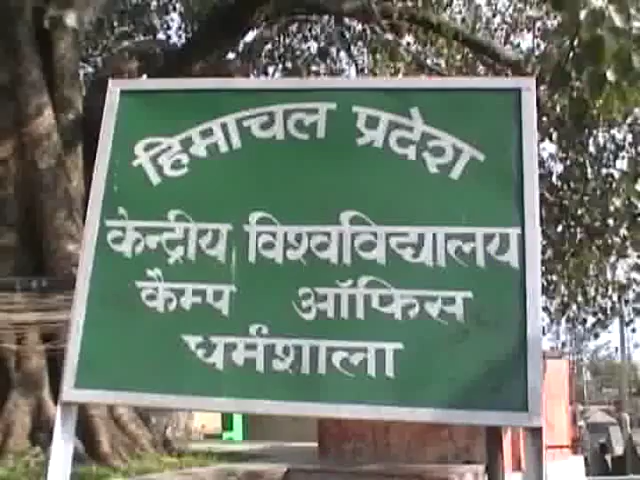 हिमाचल प्रदेश
केन्द्रीय विश्वविद्यालय
कैम्प ऑफिस
धर्मशाला